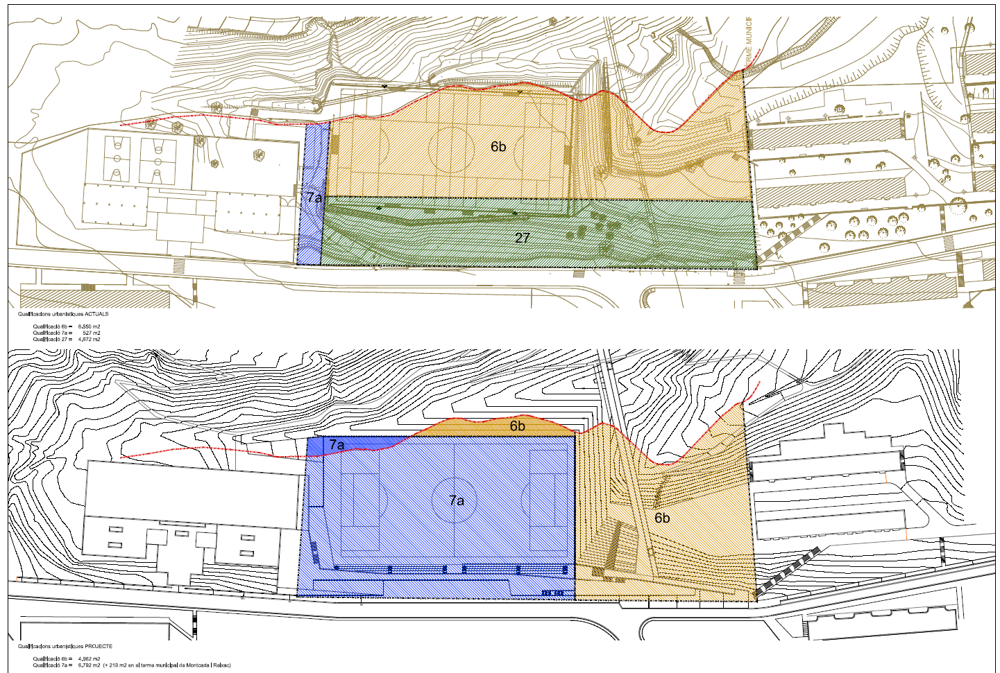 TERME MUNICIP
6b
7a
27
Qualificacions urbanístiques ACTUALS
Qualificació 6b = 6.550 m2
Qualificació 7a = 527 m2
Qualificació 27 = 4.672 m2
6b
7a
7a
6b
Qualificacions urbanístiques PROJECTE
Qualificació 6b = 4.962 m2
Qualificació 7a = 6.792 m2 (+ 219 m2 en el terme municipal de Montcada i Reixac)